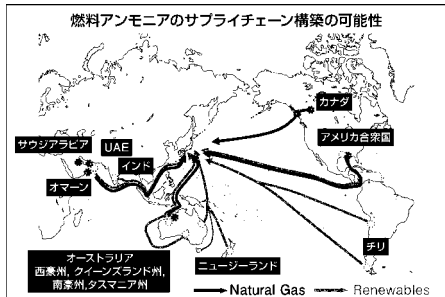 燃料アンモニアのサプライチェーン構築の可能性
カナダ
アメリカ合衆国
サウジアラビア
UAE
インド
オマーン
オーストラリア
西豪州, クイーンズランド州,
南豪州, タスマニア州
ニュージーランド
チリ
Natural Gas
Renewables